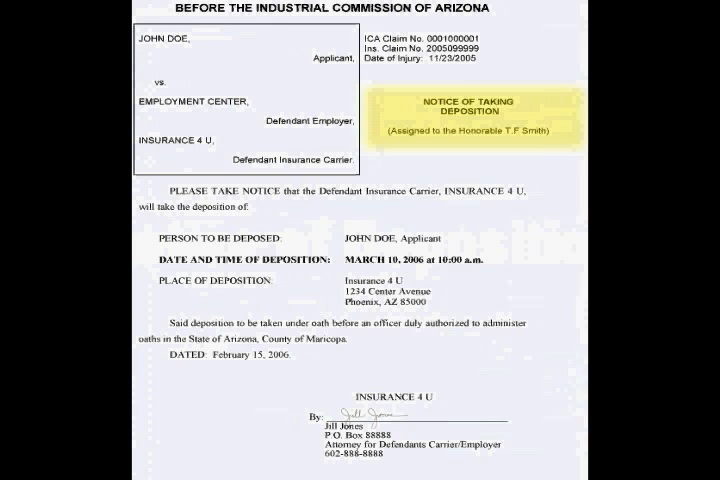 BEFORE THE INDUSTRIAL COMMISSION OF ARIZONA
JOHN DOE,
Applicant,
vs.
EMPLOYMENT CENTER,
Defendant Employer,
INSURANCE 4 U,
Defendant Insurance Carrier.
ICA Claim No. 0001000001
Ins. Claim No. 2005099999
Date of Injury: 11/23/2005
NOTICE OF TAKING
DEPOSITION
(Assigned to the Honorable T.F Smith)
PLEASE TAKE NOTICE that the Defendant Insurance Carrier, INSURANCE 4 U,
will take the deposition of:
PERSON TO BE DEPOSED: JOHN DOE, Applicant
DATE AND TIME OF DEPOSITION: MARCH 10, 2006 at 10:00 a.m.
PLACE OF DEPOSITION: Insurance 4 U
1234 Center Avenue
Phoenix, AZ 85000
Said deposition to be taken under oath before an officer duly authorized to administer
oaths in the State of Arizona, County of Maricopa.
DATED: February 15, 2006.
INSURANCE 4 U
By: Jill Jones
Jill Jones
P.O. Box 88888
Attorney for Defendants Carrier/Employer
602-888-8888